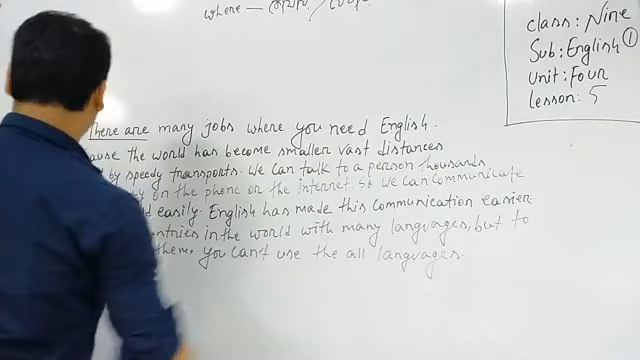 where —
class: Nine
Sub: English ①
Unit: Four
Lesson: 5
There are many jobs where you need English.
ause the world has become smaller vast distances
by speedy transports. We can talk to a person thousands
on the phone or the internet. So we can communicate
easily. English has made this communication easier
ntries in the world with many languages, but to
them. you can't use the all languages.